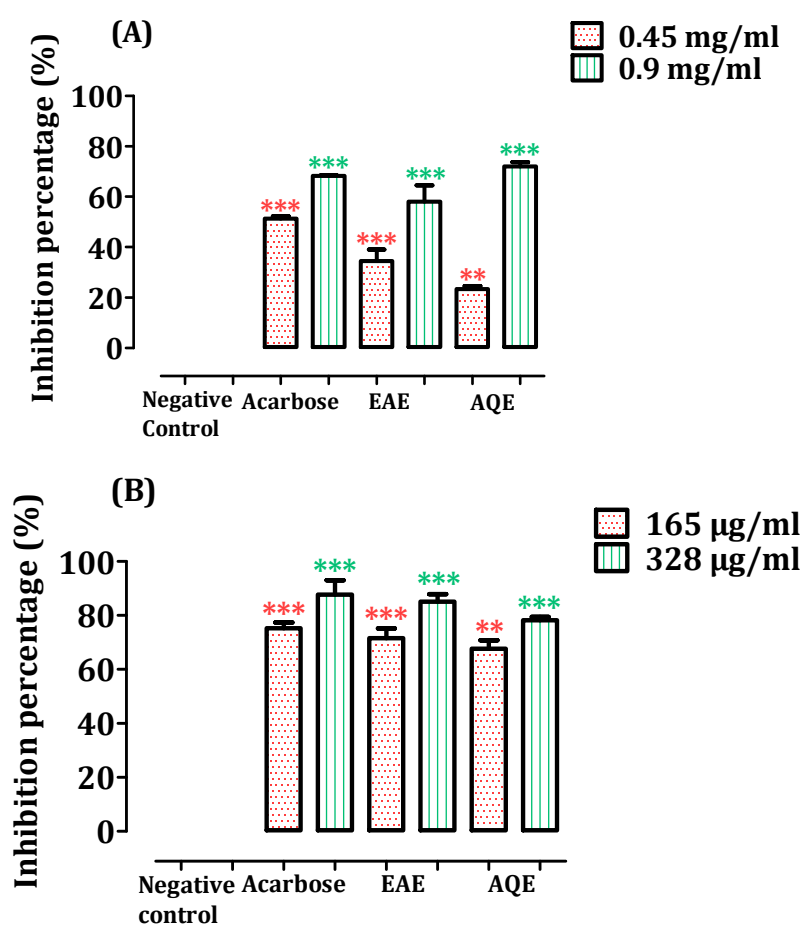 (A)
0.45 mg/ml
0.9 mg/ml
Inhibition percentage (%)
100
80
60
40
20
0
***
***
***
***
**
***
Negative Acarbose EAE AQE
Control
(B)
165 µg/ml
328 µg/ml
Inhibition percentage (%)
100
80
60
40
20
0
***
***
***
***
**
***
Negative Acarbose EAE AQE
control